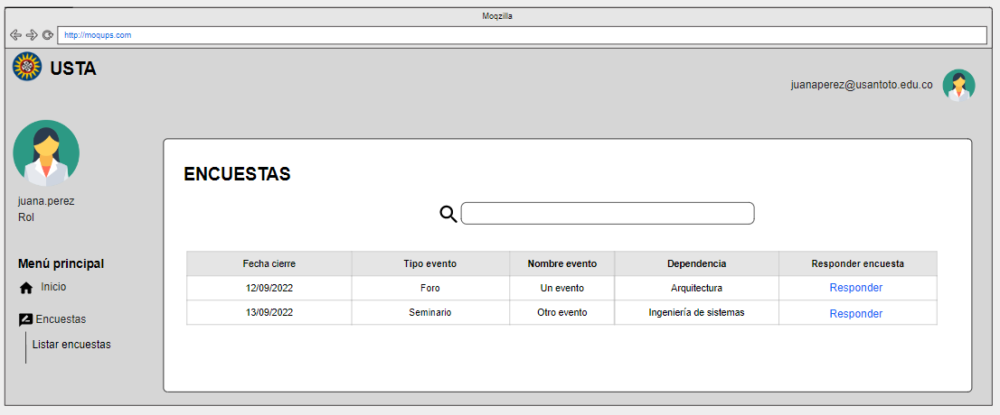 Moqzilla
http://moqups.com
USTA
juanaperez@usantoto.edu.co
juana.perez
Rol
Menú principal
Inicio
Encuestas
Listar encuestas
ENCUESTAS
Fecha cierre Tipo evento Nombre evento Dependencia Responder encuesta
12/09/2022 Foro Un evento Arquitectura Responder
13/09/2022 Seminario Otro evento Ingeniería de sistemas Responder